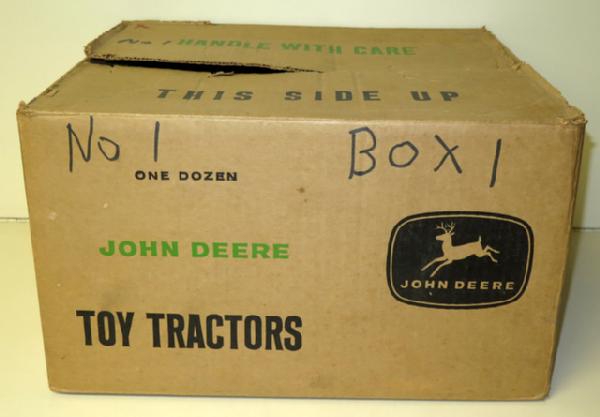 No 1 HANDLE WITH CARE
THIS SIDE UP
No 1
BOX 1
ONE DOZEN
JOHN DEERE
JOHN DEERE
TOY TRACTORS